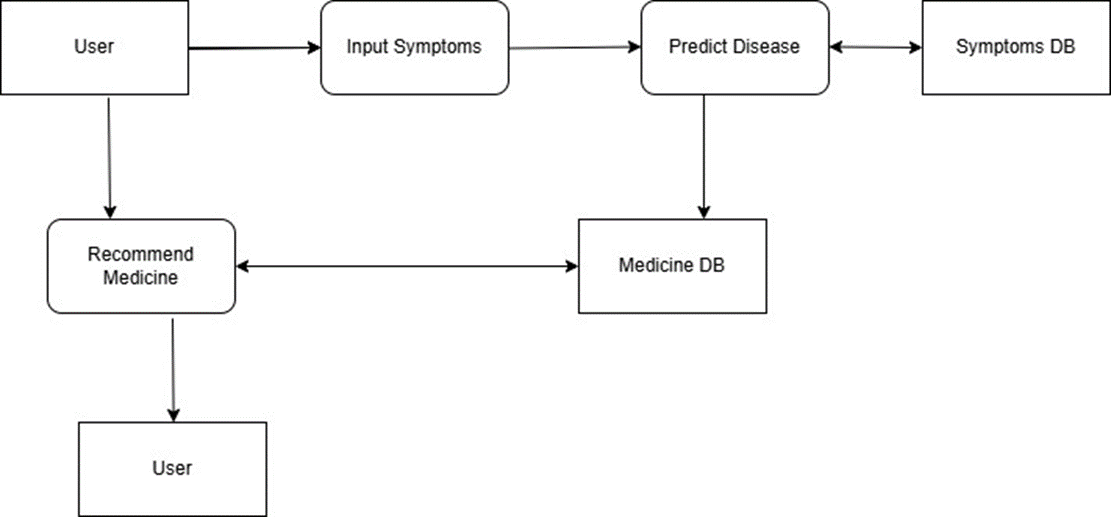 User
Input Symptoms
Predict Disease
Symptoms DB
Recommend
Medicine
Medicine DB
User